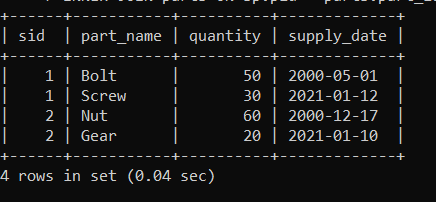 +------+-----------+----------+-------------+
| sid  | part_name | quantity | supply_date |
+------+-----------+----------+-------------+
|    1 | Bolt      |       50 | 2000-05-01  |
|    1 | Screw     |       30 | 2021-01-12  |
|    2 | Nut       |       60 | 2000-12-17  |
|    2 | Gear      |       20 | 2021-01-10  |
+------+-----------+----------+-------------+
4 rows in set (0.04 sec)